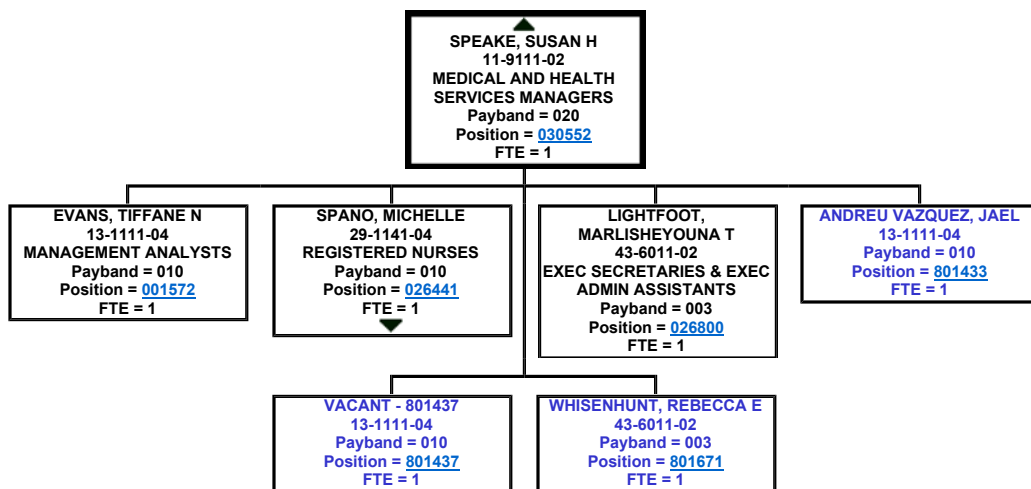 SPEAKE, SUSAN H
11-9111-02
MEDICAL AND HEALTH
SERVICES MANAGERS
Payband = 020
Position = 030552
FTE = 1
EVANS, TIFFANE N
13-1111-04
MANAGEMENT ANALYSTS
Payband = 010
Position = 001572
FTE = 1
SPANO, MICHELLE
29-1141-04
REGISTERED NURSES
Payband = 010
Position = 026441
FTE = 1
LIGHTFOOT,
MARLISHEYOUNA T
43-6011-02
EXEC SECRETARIES & EXEC
ADMIN ASSISTANTS
Payband = 003
Position = 026800
FTE = 1
ANDREU VAZQUEZ, JAEL
13-1111-04
Payband = 010
Position = 801433
FTE = 1
VACANT - 801437
13-1111-04
Payband = 010
Position = 801437
FTE = 1
WHISENHUNT, REBECCA E
43-6011-02
Payband = 003
Position = 801671
FTE = 1